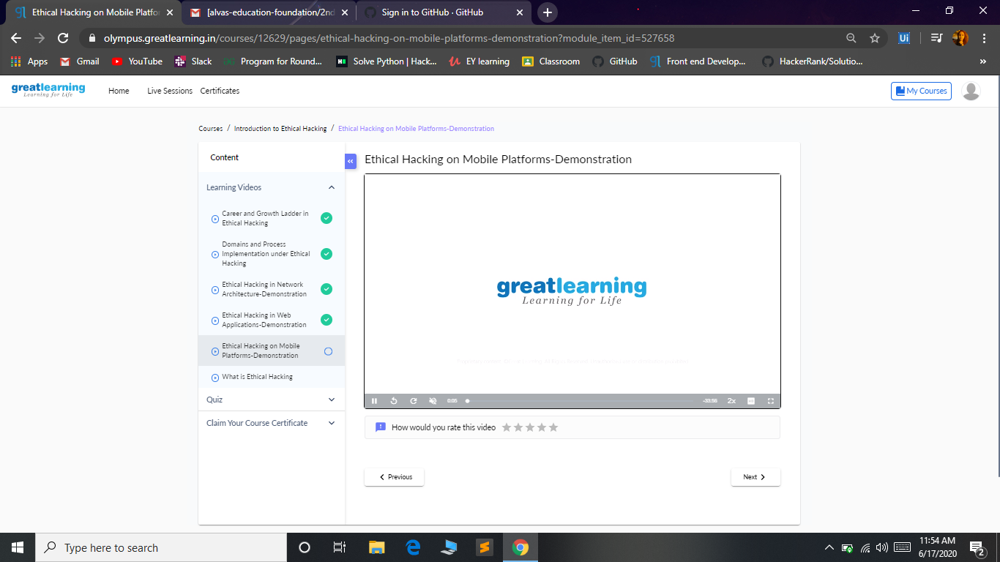 Ethical Hacking on Mobile Platfo
[alvas-education-foundation/2nd
Sign in to GitHub · GitHub
olympus.greatlearning.in/courses/12629/pages/ethical-hacking-on-mobile-platforms-demonstration?module_item_id=527658
Apps
Gmail
YouTube
Slack
Program for Round...
Solve Python | Hack...
EY learning
Classroom
GitHub
Front end Develop...
HackerRank/Solutio...
greatlearning
Learning for Life
Home
Live Sessions
Certificates
My Courses
Courses / Introduction to Ethical Hacking / Ethical Hacking on Mobile Platforms-Demonstration
Content
Learning Videos
Career and Growth Ladder in
Ethical Hacking
Domains and Process
Implementation under Ethical
Hacking
Ethical Hacking in Network
Architecture-Demonstration
Ethical Hacking in Web
Applications-Demonstration
Ethical Hacking on Mobile
Platforms-Demonstration
What is Ethical Hacking
Quiz
Claim Your Course Certificate
Ethical Hacking on Mobile Platforms-Demonstration
greatlearning
Learning for Life
0:05
-33:56
2x
How would you rate this video
Previous
Next
Type here to search
11:54 AM
6/17/2020
2